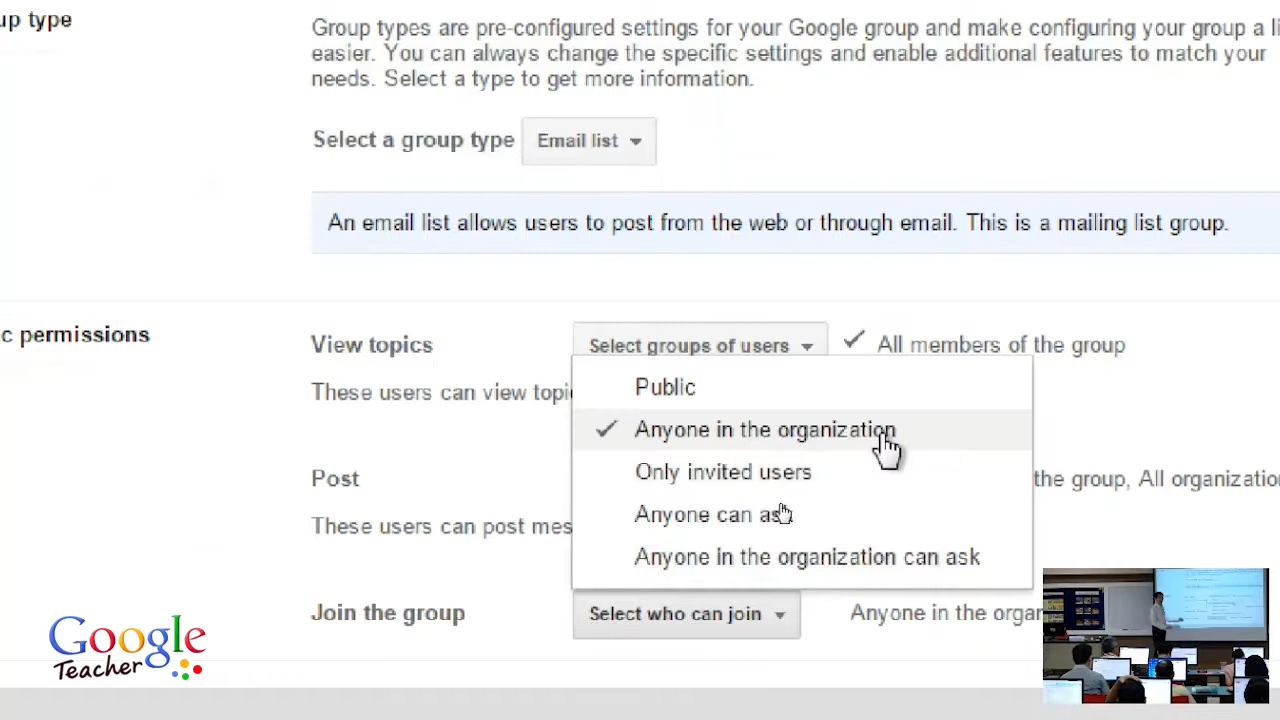 up type
Group types are pre-configured settings for your Google group and make configuring your group a li
easier. You can always change the specific settings and enable additional features to match your
needs. Select a type to get more information.
Select a group type Email list
An email list allows users to post from the web or through email. This is a mailing list group.
c permissions
View topics Select groups of users All members of the group
These users can view topi
Public
Anyone in the organization
Only invited users
Anyone can ask
Anyone in the organization can ask
Post the group, All organizatio
These users can post mes
Join the group Select who can join Anyone in the organ
Google
Teacher